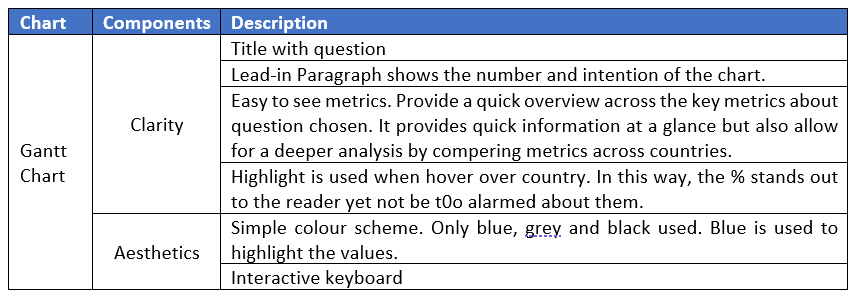 Chart Components Description
Title with question
Lead-in Paragraph shows the number and intention of the chart.
Easy to see metrics. Provide a quick overview across the key metrics about
question chosen. It provides quick information at a glance but also allow
for a deeper analysis by compering metrics across countries.
Clarity
Gantt
Chart
Highlight is used when hover over country. In this way, the % stands out
to the reader yet not be t0o alarmed about them.
Aesthetics
Simple colour scheme. Only blue, grey and black used. Blue is used to
highlight the values.
Interactive keyboard